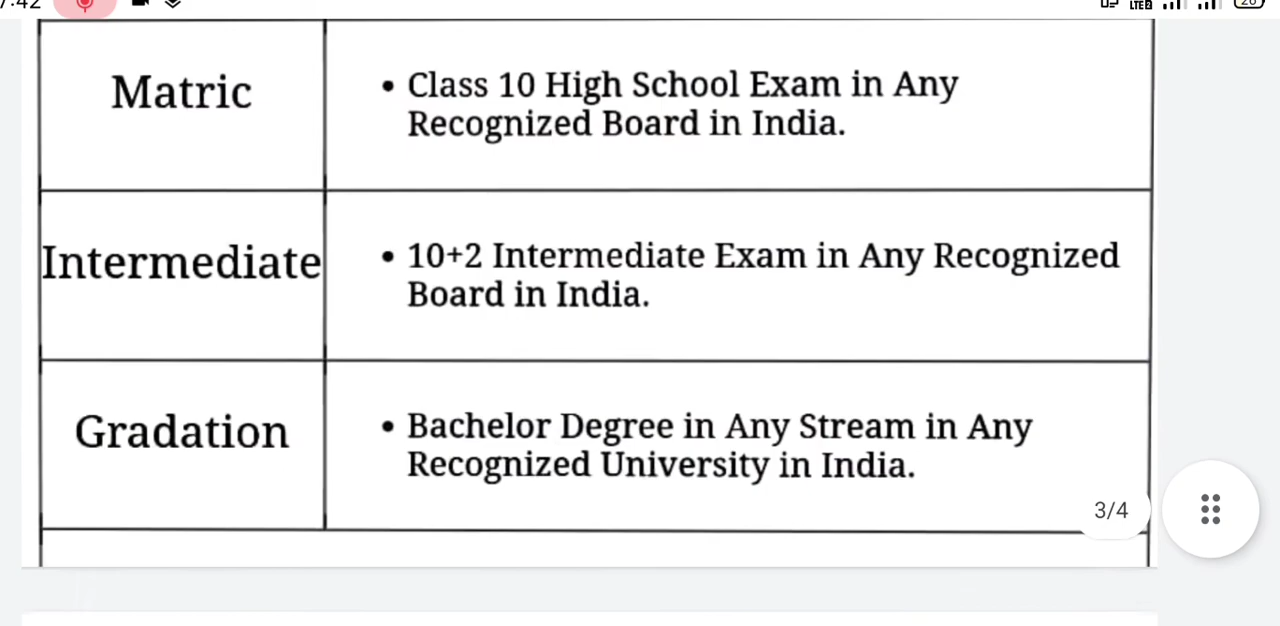 Matric
• Class 10 High School Exam in Any
Recognized Board in India.
Intermediate
• 10+2 Intermediate Exam in Any Recognized
Board in India.
Gradation
• Bachelor Degree in Any Stream in Any
Recognized University in India.
3/4